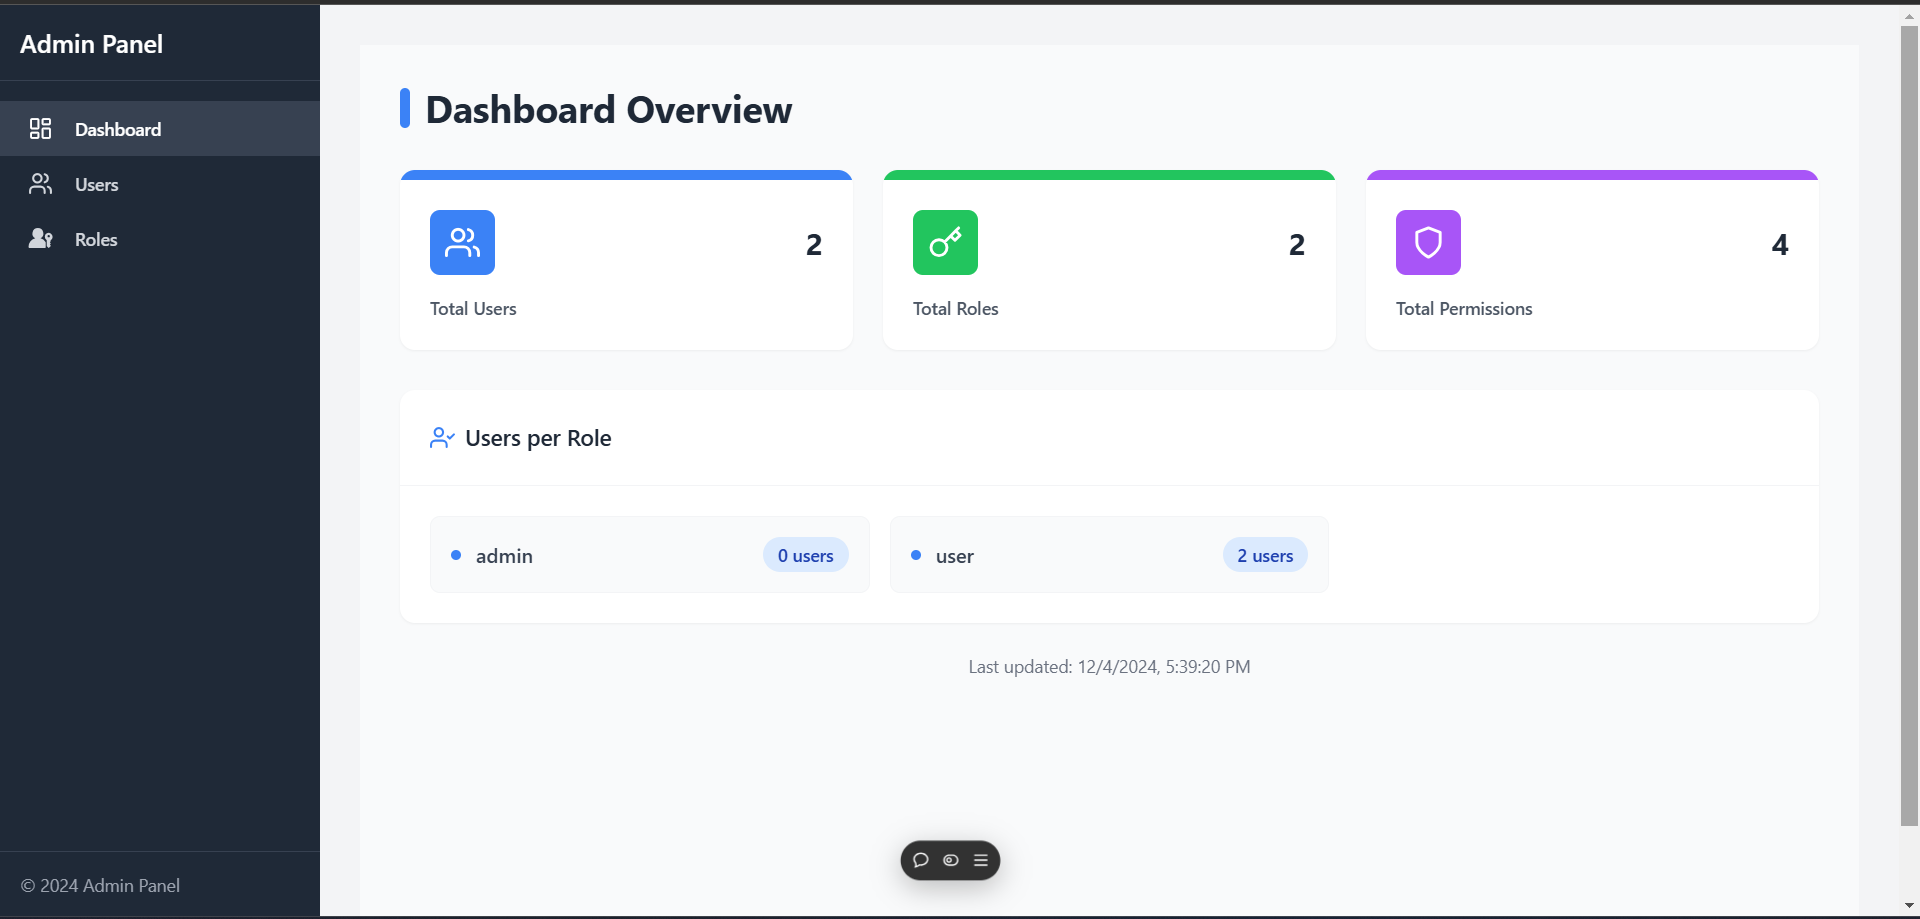 Admin Panel
Dashboard
Users
Roles
© 2024 Admin Panel
Dashboard Overview
2
Total Users
2
Total Roles
4
Total Permissions
Users per Role
admin
0 users
user
2 users
Last updated: 12/4/2024, 5:39:20 PM